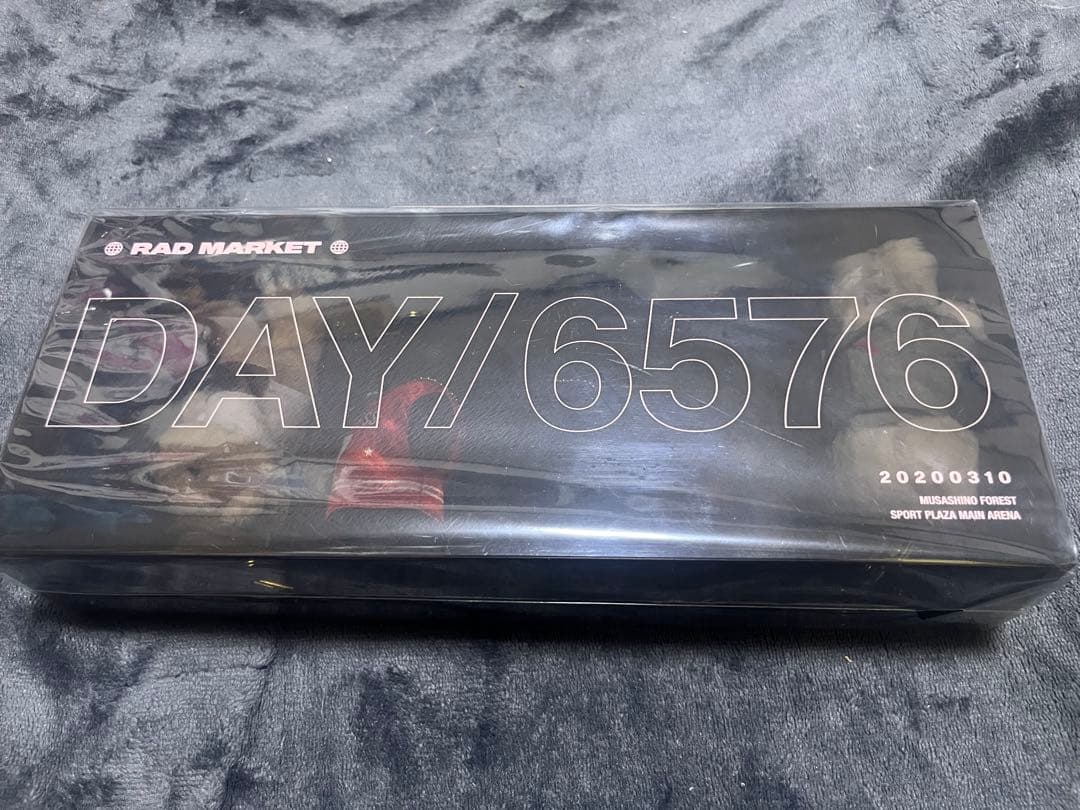 RAD MARKET
DAY/6576
20200310
MUSASHINO FOREST
SPORT PLAZA MAIN ARENA